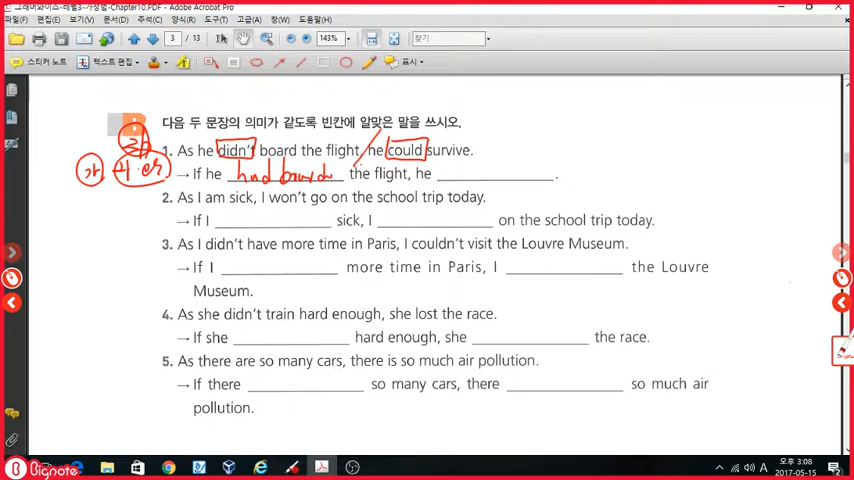 그래머와이즈-레벨3-가정법-Chapter10.PDF - Adobe Acrobat Pro
파일(F) 편집(E) 보기(V) 문서(D) 주석(C) 양식(R) 도구(T) 고급(A) 창(W) 도움말(H)
3 / 13 143% 찾기
스티커 노트 텍스트 편집 표시
다음 두 문장의 의미가 같도록 빈칸에 알맞은 말을 쓰시오.
1. As he didn't board the flight, he could survive.
→ If he had board the flight, he .
2. As I am sick, I won't go on the school trip today.
→ If I sick, I on the school trip today.
3. As I didn't have more time in Paris, I couldn't visit the Louvre Museum.
→ If I more time in Paris, I the Louvre
Museum.
4. As she didn't train hard enough, she lost the race.
→ If she hard enough, she the race.
5. As there are so many cars, there is so much air pollution.
→ If there so many cars, there so much air
pollution.
Bignote
A 오후 3:08
2017-05-15